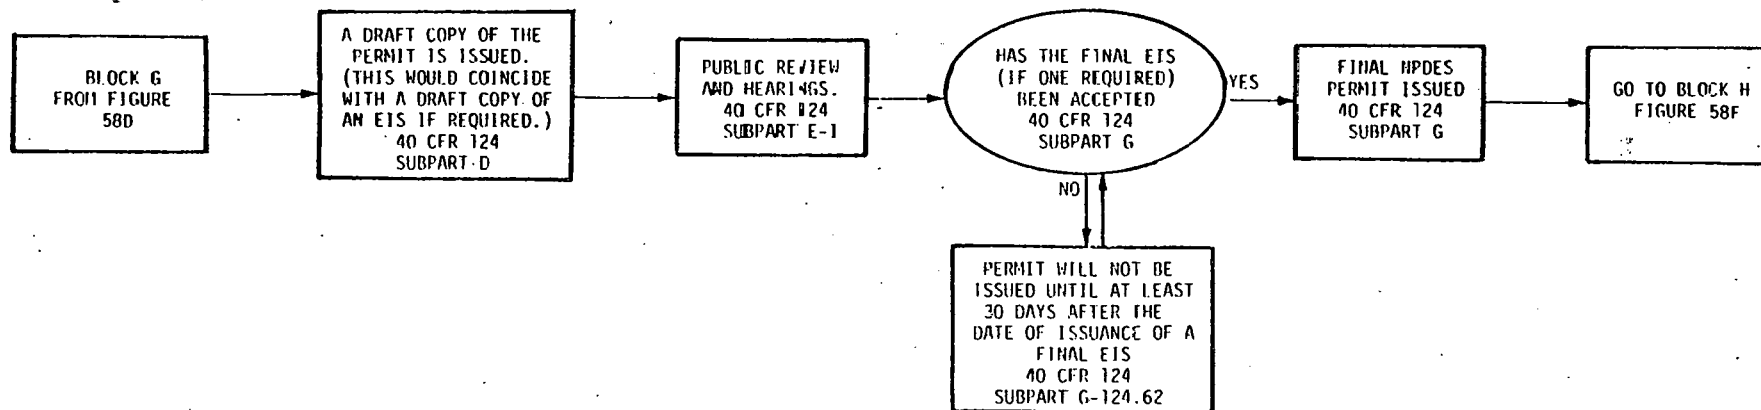 BLOCK G
FROM FIGURE
58D
A DRAFT COPY OF THE
PERMIT IS ISSUED.
(THIS WOULD COINCIDE
WITH A DRAFT COPY OF
AN EIS IF REQUIRED.)
40 CFR 124
SUBPART D
PUBLIC REVIEW
AND HEARINGS.
40 CFR 124
SUBPART E-I
HAS THE FINAL EIS
(IF ONE REQUIRED)
BEEN ACCEPTED
40 CFR 124
SUBPART G
YES
NO
FINAL NPDES
PERMIT ISSUED
40 CFR 124
SUBPART G
GO TO BLOCK H
FIGURE 58F
PERMIT WILL NOT BE
ISSUED UNTIL AT LEAST
30 DAYS AFTER THE
DATE OF ISSUANCE OF A
FINAL EIS
40 CFR 124
SUBPART G-124.62